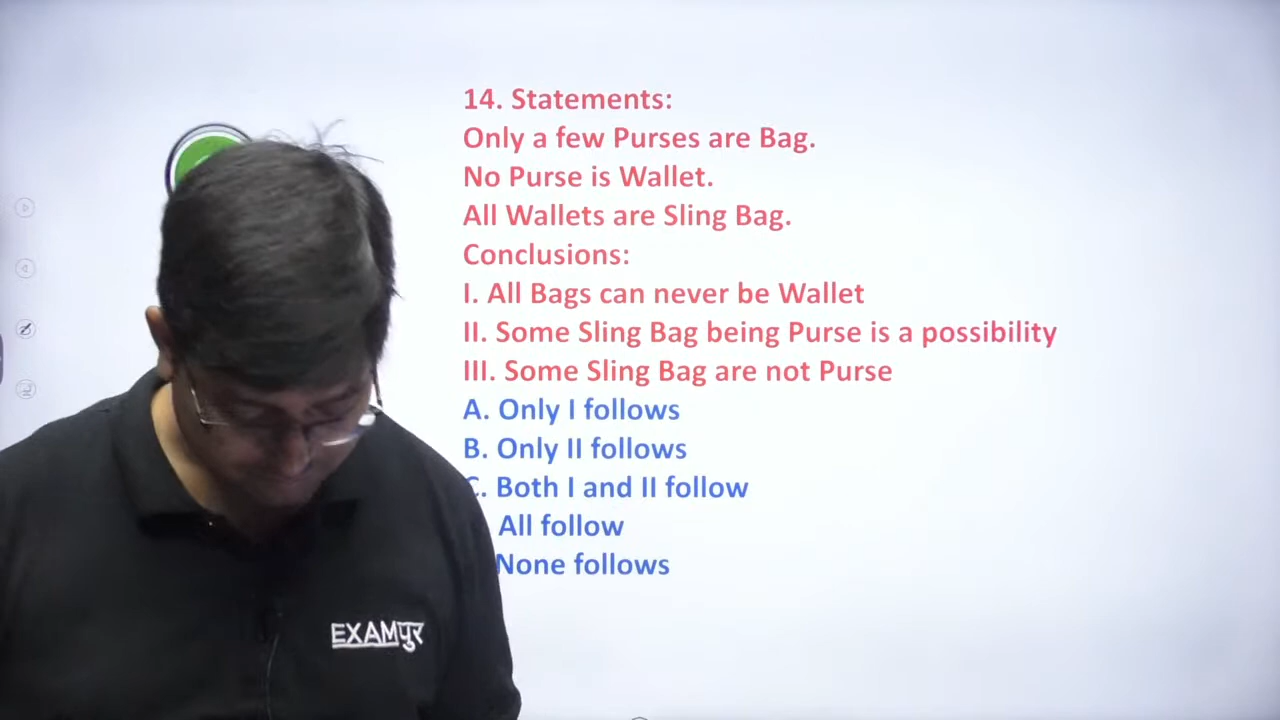 14. Statements:
Only a few Purses are Bag.
No Purse is Wallet.
All Wallets are Sling Bag.
Conclusions:
I. All Bags can never be Wallet
II. Some Sling Bag being Purse is a possibility
III. Some Sling Bag are not Purse
A. Only I follows
B. Only II follows
C. Both I and II follow
All follow
None follows
EXAMपुर